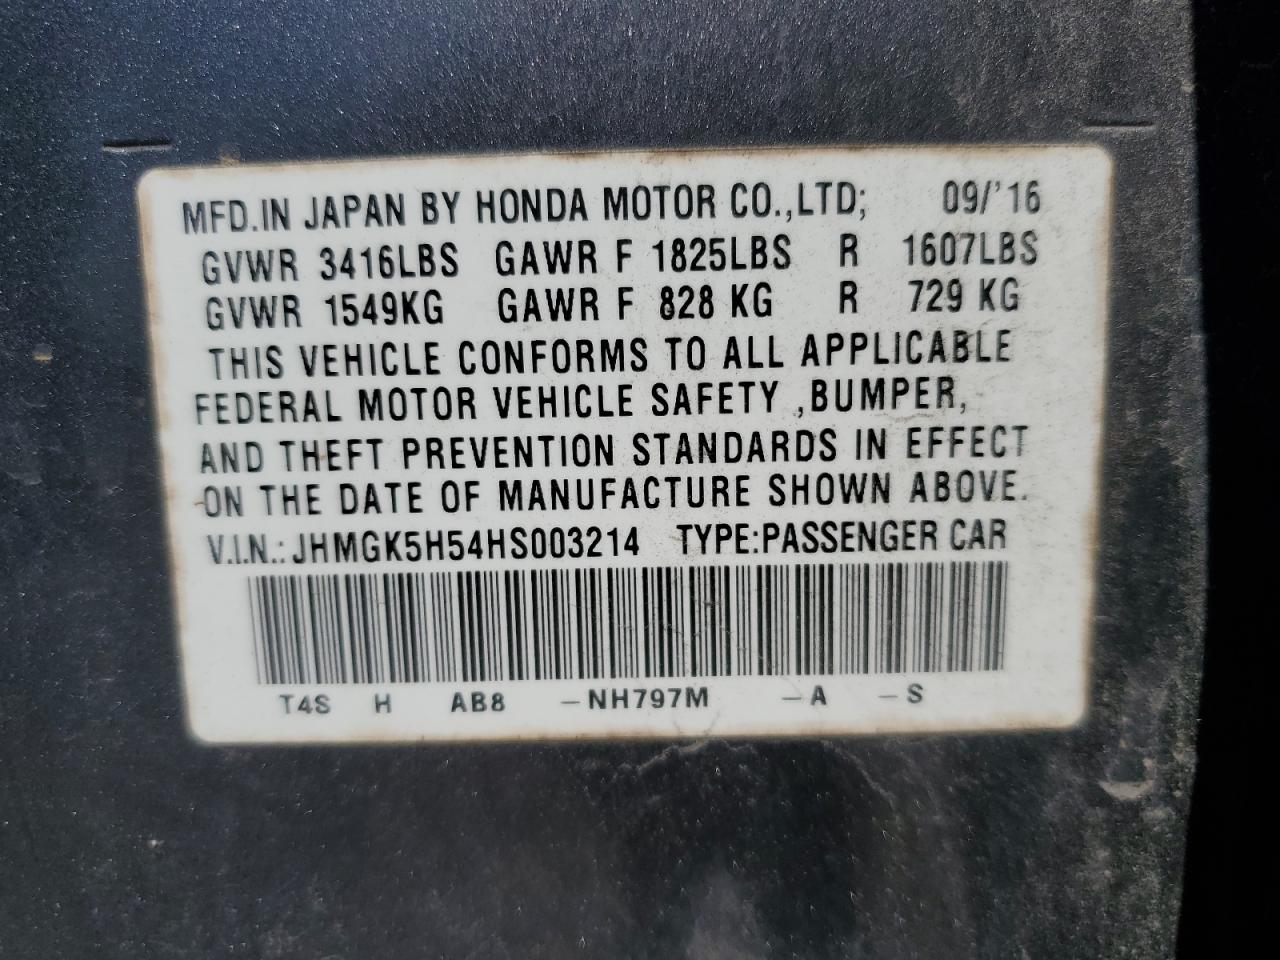 MFD.IN JAPAN BY HONDA MOTOR CO.,LTD; 09/'16
GVWR 3416LBS GAWR F 1825LBS R 1607LBS
GVWR 1549KG GAWR F 828 KG R 729 KG
THIS VEHICLE CONFORMS TO ALL APPLICABLE
FEDERAL MOTOR VEHICLE SAFETY ,BUMPER,
AND THEFT PREVENTION STANDARDS IN EFFECT
ON THE DATE OF MANUFACTURE SHOWN ABOVE.
V.I.N.: JHMGK5H54HS003214 TYPE:PASSENGER CAR
T4S H AB8 -NH797M -A -S